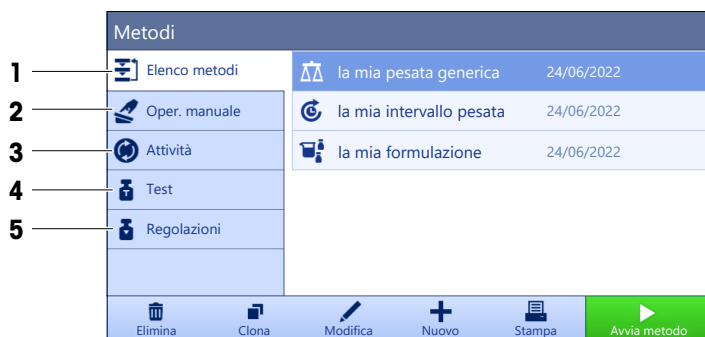 Metodi
1 Elenco metodi
2 Oper. manuale
3 Attività
4 Test
5 Regolazioni
la mia pesata generica 24/06/2022
la mia intervallo pesata 24/06/2022
la mia formulazione 24/06/2022
Elimina Clona Modifica Nuovo Stampa Avvia metodo